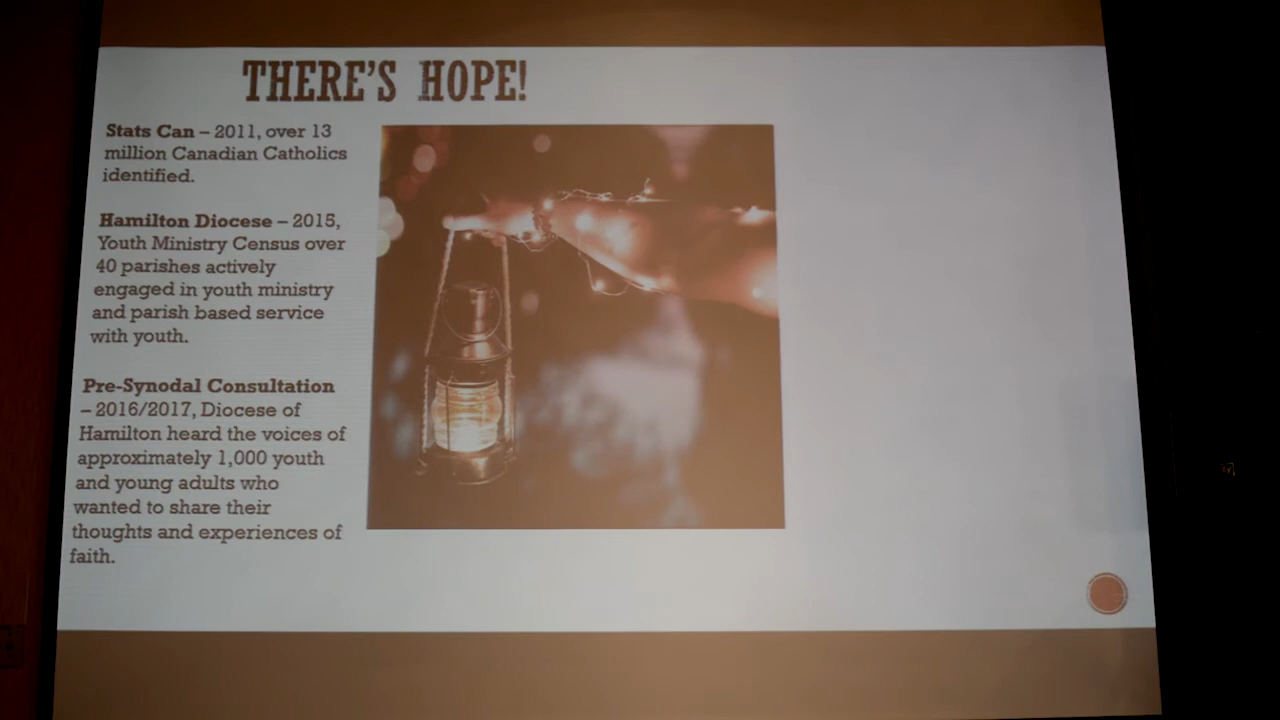 THERE'S HOPE!
Stats Can – 2011, over 13
million Canadian Catholics
identified.
Hamilton Diocese – 2015,
Youth Ministry Census over
40 parishes actively
engaged in youth ministry
and parish based service
with youth.
Pre-Synodal Consultation
– 2016/2017, Diocese of
Hamilton heard the voices of
approximately 1,000 youth
and young adults who
wanted to share their
thoughts and experiences of
faith.